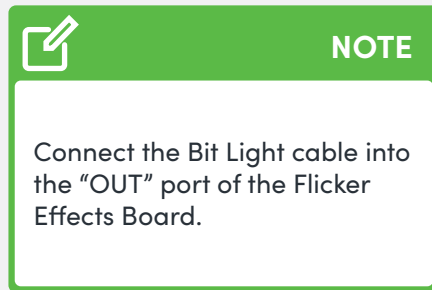 NOTE
Connect the Bit Light cable into
the “OUT” port of the Flicker
Effects Board.